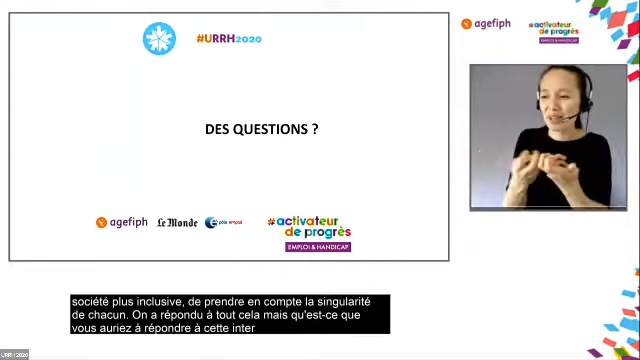 #URRH2020
agefiph
#activateur
de progrès
EMPLOI & HANDICAP
DES QUESTIONS ?
agefiph
Le Monde
pôle emploi
#activateur
de progrès
EMPLOI & HANDICAP
société plus inclusive, de prendre en compte la singularité
de chacun. On a répondu à tout cela mais qu'est-ce que
vous auriez à répondre à cette inter
URRH2020